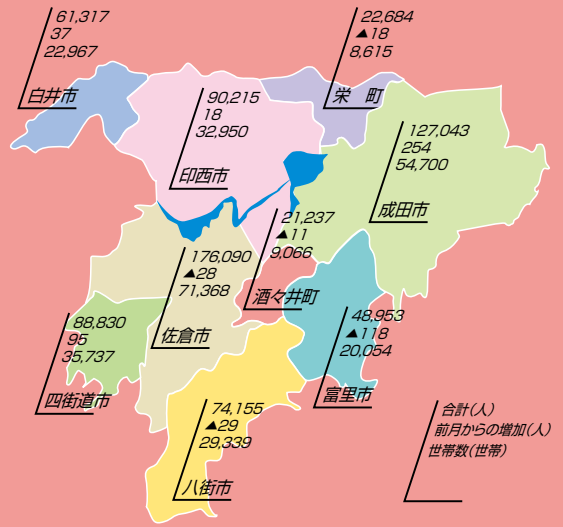 61,317
37
22,967
白井市
22,684
▲18
8,615
栄　町
90,215
18
32,950
印西市
127,043
254
54,700
成田市
21,237
▲11
9,066
酒々井町
176,090
▲28
71,368
佐倉市
88,830
95
35,737
四街道市
48,953
▲118
20,054
富里市
74,155
▲29
29,339
八街市
合計（人）
前月からの増加（人）
世帯数（世帯）